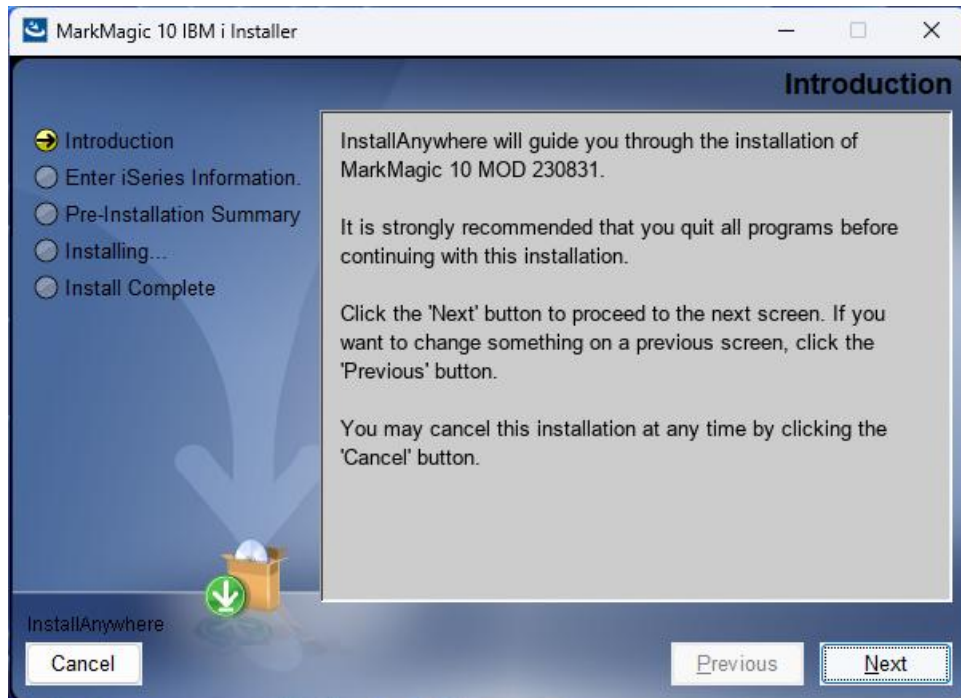 MarkMagic 10 IBM i Installer
Introduction
Introduction
Enter iSeries Information.
Pre-Installation Summary
Installing...
Install Complete
InstallAnywhere will guide you through the installation of
MarkMagic 10 MOD 230831.
It is strongly recommended that you quit all programs before
continuing with this installation.
Click the 'Next' button to proceed to the next screen. If you
want to change something on a previous screen, click the
'Previous' button.
You may cancel this installation at any time by clicking the
'Cancel' button.
InstallAnywhere
Cancel
Previous
Next